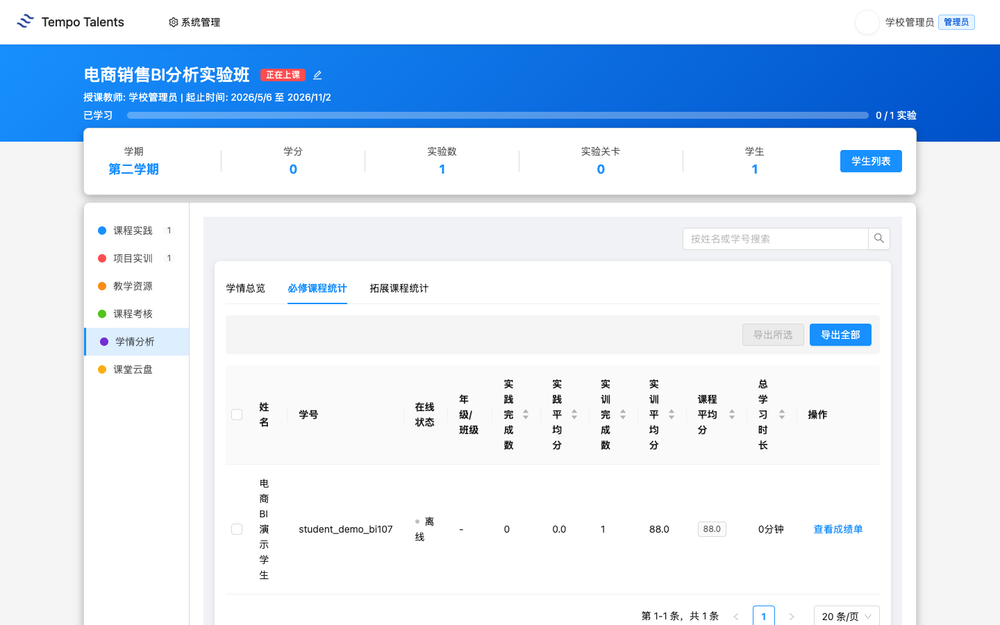 Tempo Talents
系统管理
学校管理员 管理员
电商销售BI分析实验班 正在上课
授课教师: 学校管理员 | 起止时间: 2026/5/6 至 2026/11/2
已学习 0 / 1 实验
学期 学分 实验数 实验关卡 学生
第二学期 0 1 0 1 学生列表
课程实践 1
项目实训 1
教学资源
课程考核
学情分析
课堂云盘
按姓名或学号搜索
学情总览 必修课程统计 拓展课程统计
导出所选 导出全部
姓名 学号 在线状态 年级/班级 实践完成数 实践平均分 实训完成数 实训平均分 课程平均分 总学习时长 操作
电商BI演示学生 student_demo_bi107 离线 - 0 0.0 1 88.0 88.0 0分钟 查看成绩单
第 1-1 条，共 1 条 1 20 条/页